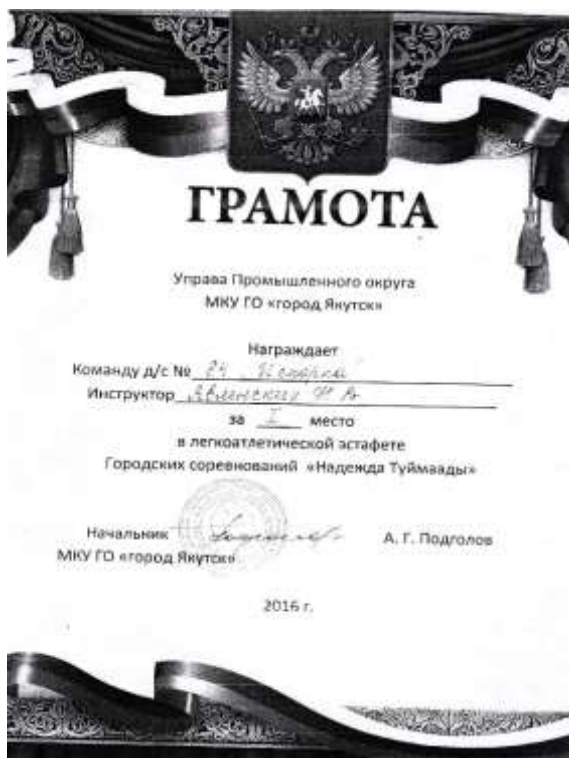 ГРАМОТА
Управа Промышленного округа
МКУ ГО «город Якутск»
Награждает
Команду д/с № 24 "Искорка"
Инструктор
за I место
в легкоатлетической эстафете
Городских соревнований «Надежда Туймаады»
Начальник А. Г. Подголов
МКУ ГО «город Якутск»
2016 г.